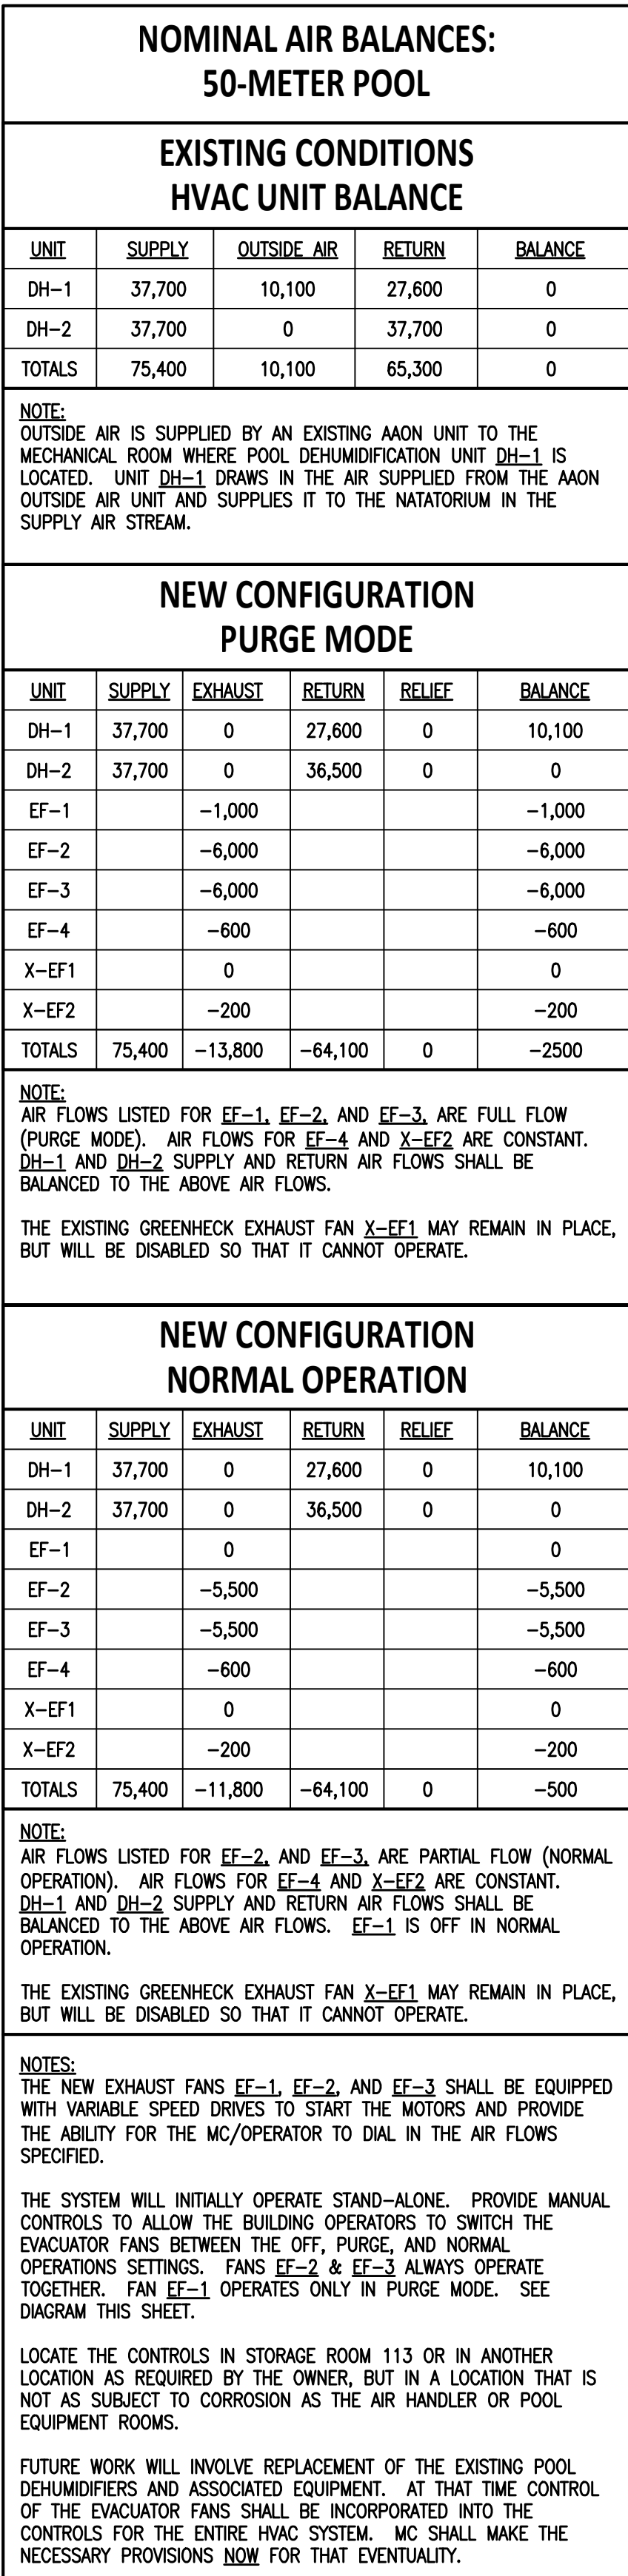 NOMINAL AIR BALANCES:
50-METER POOL
EXISTING CONDITIONS
HVAC UNIT BALANCE
UNIT SUPPLY OUTSIDE AIR RETURN BALANCE
DH-1 37,700 10,100 27,600 0
DH-2 37,700 0 37,700 0
TOTALS 75,400 10,100 65,300 0
NOTE:
OUTSIDE AIR IS SUPPLIED BY AN EXISTING AAON UNIT TO THE
MECHANICAL ROOM WHERE POOL DEHUMIDIFICATION UNIT DH-1 IS
LOCATED. UNIT DH-1 DRAWS IN THE AIR SUPPLIED FROM THE AAON
OUTSIDE AIR UNIT AND SUPPLIES IT TO THE NATATORIUM IN THE
SUPPLY AIR STREAM.
NEW CONFIGURATION
PURGE MODE
UNIT SUPPLY EXHAUST RETURN RELIEF BALANCE
DH-1 37,700 0 27,600 0 10,100
DH-2 37,700 0 36,500 0 0
EF-1 -1,000 -1,000
EF-2 -6,000 -6,000
EF-3 -6,000 -6,000
EF-4 -600 -600
X-EF1 0 0
X-EF2 -200 -200
TOTALS 75,400 -13,800 -64,100 0 -2500
NOTE:
AIR FLOWS LISTED FOR EF-1, EF-2, AND EF-3, ARE FULL FLOW
(PURGE MODE). AIR FLOWS FOR EF-4 AND X-EF2 ARE CONSTANT.
DH-1 AND DH-2 SUPPLY AND RETURN AIR FLOWS SHALL BE
BALANCED TO THE ABOVE AIR FLOWS.
THE EXISTING GREENHECK EXHAUST FAN X-EF1 MAY REMAIN IN PLACE,
BUT WILL BE DISABLED SO THAT IT CANNOT OPERATE.
NEW CONFIGURATION
NORMAL OPERATION
UNIT SUPPLY EXHAUST RETURN RELIEF BALANCE
DH-1 37,700 0 27,600 0 10,100
DH-2 37,700 0 36,500 0 0
EF-1 0 0
EF-2 -5,500 -5,500
EF-3 -5,500 -5,500
EF-4 -600 -600
X-EF1 0 0
X-EF2 -200 -200
TOTALS 75,400 -11,800 -64,100 0 -500
NOTE:
AIR FLOWS LISTED FOR EF-2, AND EF-3, ARE PARTIAL FLOW (NORMAL
OPERATION). AIR FLOWS FOR EF-4 AND X-EF2 ARE CONSTANT.
DH-1 AND DH-2 SUPPLY AND RETURN AIR FLOWS SHALL BE
BALANCED TO THE ABOVE AIR FLOWS. EF-1 IS OFF IN NORMAL
OPERATION.
THE EXISTING GREENHECK EXHAUST FAN X-EF1 MAY REMAIN IN PLACE,
BUT WILL BE DISABLED SO THAT IT CANNOT OPERATE.
NOTES:
THE NEW EXHAUST FANS EF-1, EF-2, AND EF-3 SHALL BE EQUIPPED
WITH VARIABLE SPEED DRIVES TO START THE MOTORS AND PROVIDE
THE ABILITY FOR THE MC/OPERATOR TO DIAL IN THE AIR FLOWS
SPECIFIED.
THE SYSTEM WILL INITIALLY OPERATE STAND-ALONE. PROVIDE MANUAL
CONTROLS TO ALLOW THE BUILDING OPERATORS TO SWITCH THE
EVACUATOR FANS BETWEEN THE OFF, PURGE, AND NORMAL
OPERATIONS SETTINGS. FANS EF-2 & EF-3 ALWAYS OPERATE
TOGETHER. FAN EF-1 OPERATES ONLY IN PURGE MODE. SEE
DIAGRAM THIS SHEET.
LOCATE THE CONTROLS IN STORAGE ROOM 113 OR IN ANOTHER
LOCATION AS REQUIRED BY THE OWNER, BUT IN A LOCATION THAT IS
NOT AS SUBJECT TO CORROSION AS THE AIR HANDLER OR POOL
EQUIPMENT ROOMS.
FUTURE WORK WILL INVOLVE REPLACEMENT OF THE EXISTING POOL
DEHUMIDIFIERS AND ASSOCIATED EQUIPMENT. AT THAT TIME CONTROL
OF THE EVACUATOR FANS SHALL BE INCORPORATED INTO THE
CONTROLS FOR THE ENTIRE HVAC SYSTEM. MC SHALL MAKE THE
NECESSARY PROVISIONS NOW FOR THAT EVENTUALITY.